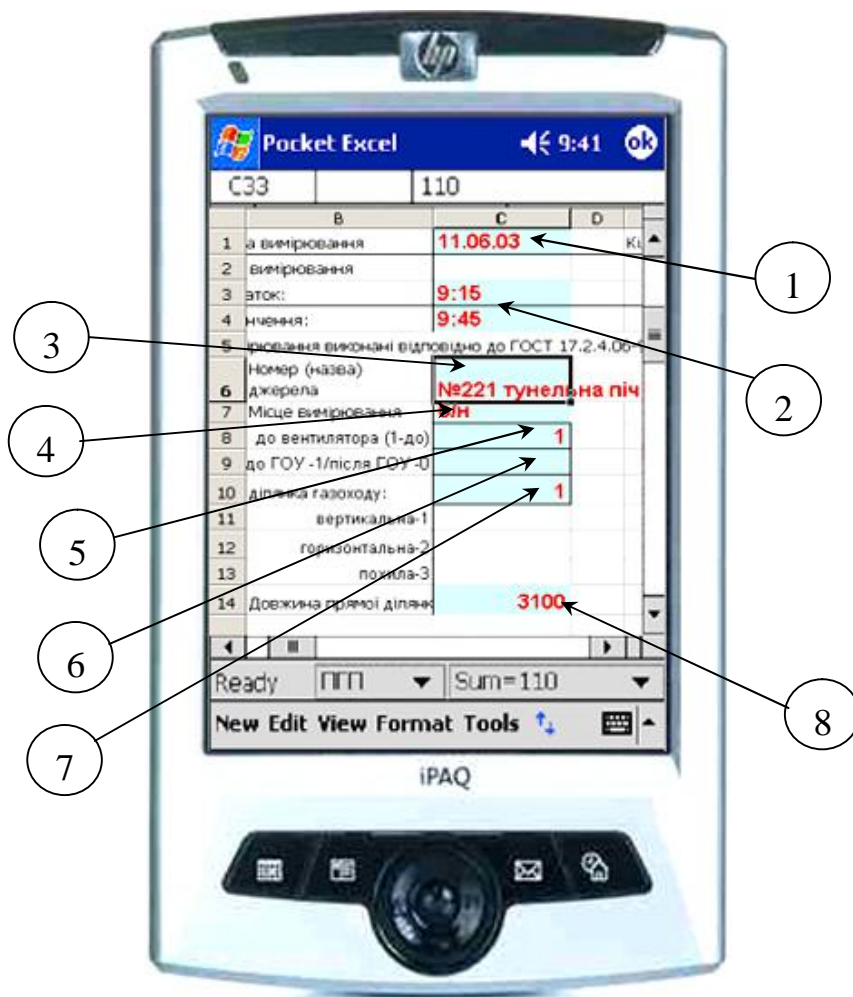 hp
Pocket Excel 9:41 ok
C33 110
B C D
1 а вимірювання 11.06.03
2 вимірювання
3 аток: 9:15
4 нчення: 9:45
5 рювання виконані відповідно до ГОСТ 17.2.4.06-
6 Номер (назва) джерела №221 тунельна піч
7 Місце вимірювання
8 до вентилятора (1-до) 1
9 до ГОУ -1/після ГОУ -0
10 ділянка газоходу: 1
11 вертикальна-1
12 горизонтальна-2
13 похила-3
14 Довжина прямої ділянк 3100
Ready ПГП Sum=110
New Edit View Format Tools
iPAQ
1
2
3
4
5
6
7
8